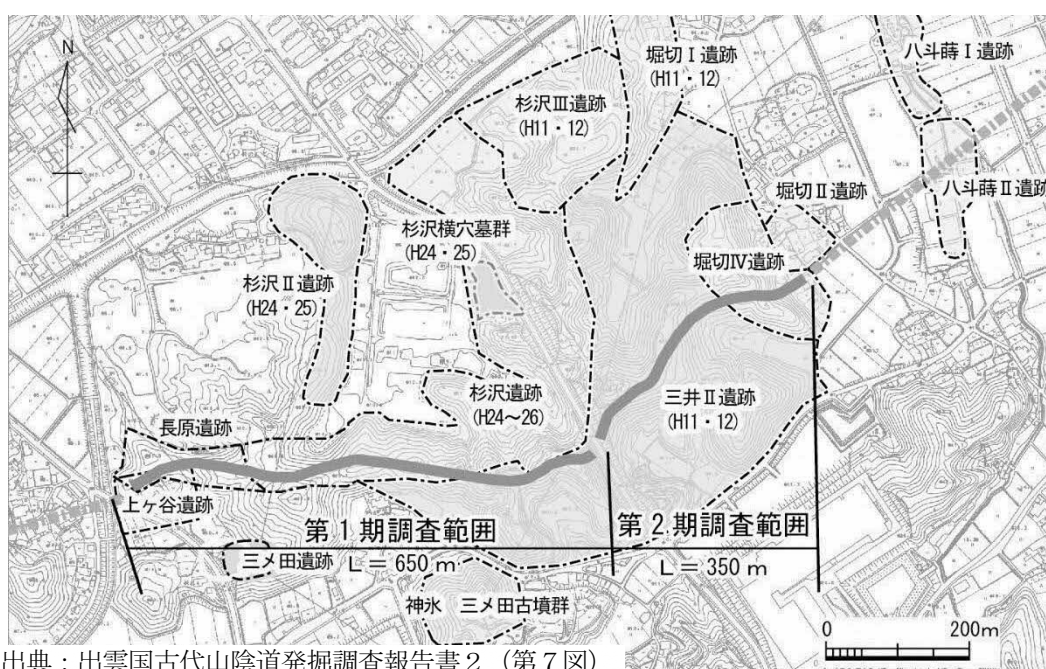 N
八斗蒔Ⅰ遺跡
堀切Ⅰ遺跡
(H11・12)
杉沢Ⅲ遺跡
(H11・12)
堀切Ⅱ遺跡
八斗蒔Ⅱ遺跡
杉沢横穴墓群
(H24・25)
堀切Ⅳ遺跡
杉沢Ⅱ遺跡
(H24・25)
杉沢遺跡
(H24～26)
三井Ⅱ遺跡
(H11・12)
長原遺跡
上ヶ谷遺跡
第1期調査範囲
第2期調査範囲
三メ田遺跡
L＝650m
L＝350m
神氷 三メ田古墳群
0 200m
出典：出雲国古代山陰道発掘調査報告書2（第7図）